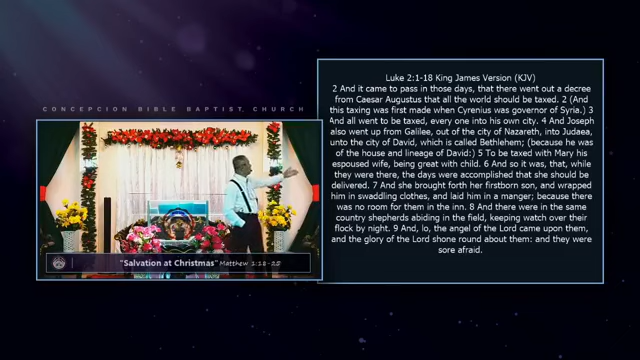 Luke 2:1-18 King James Version (KJV)
2 And it came to pass in those days, that there went out a decree
from Caesar Augustus that all the world should be taxed. 2 (And
this taxing was first made when Cyrenius was governor of Syria.) 3
And all went to be taxed, every one into his own city. 4 And Joseph
also went up from Galilee, out of the city of Nazareth, into Judaea,
unto the city of David, which is called Bethlehem; (because he was
of the house and lineage of David:) 5 To be taxed with Mary his
espoused wife, being great with child. 6 And so it was, that, while
they were there, the days were accomplished that she should be
delivered. 7 And she brought forth her firstborn son, and wrapped
him in swaddling clothes, and laid him in a manger; because there
was no room for them in the inn. 8 And there were in the same
country shepherds abiding in the field, keeping watch over their
flock by night. 9 And, lo, the angel of the Lord came upon them,
and the glory of the Lord shone round about them: and they were
sore afraid.
CONCEPCION BIBLE BAPTIST CHURCH
"Salvation at Christmas" Matthew 1:18-25